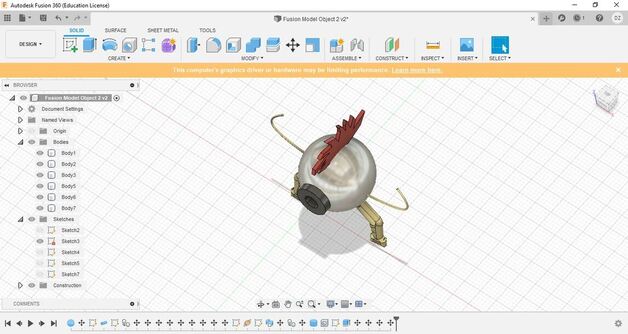 Autodesk Fusion 360 (Education License)
Fusion Model Object 2 v2*
1
DZ
SOLID SURFACE SHEET METAL TOOLS
DESIGN
CREATE MODIFY ASSEMBLE CONSTRUCT INSPECT INSERT SELECT
This computer's graphics driver or hardware may be limiting performance. Learn more here.
BROWSER
Fusion Model Object 2 v2
Document Settings
Named Views
Origin
Bodies
Body1
Body2
Body3
Body5
Body6
Body7
Sketches
Sketch2
Sketch3
Sketch4
Sketch5
Sketch7
Construction
COMMENTS